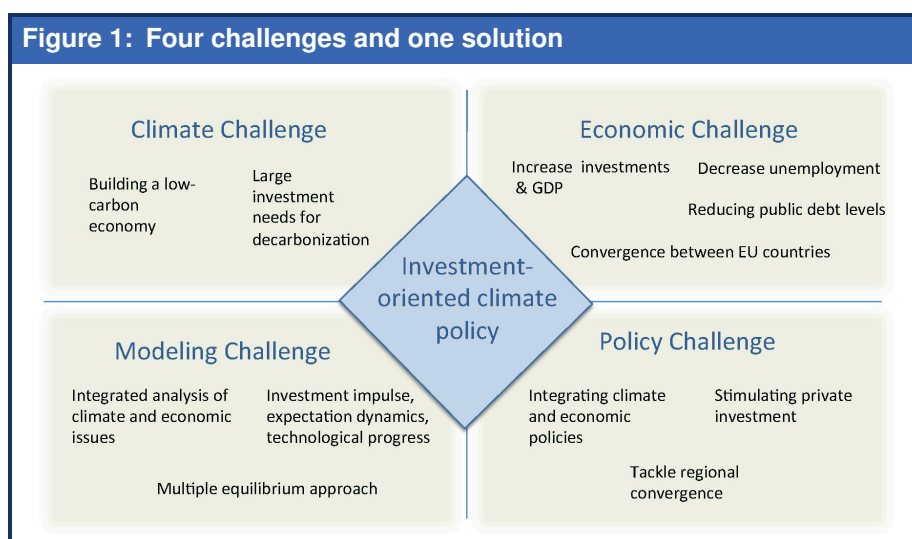 Figure 1: Four challenges and one solution
Climate Challenge
Building a low-
carbon
economy
Large
investment
needs for
decarbonization
Economic Challenge
Increase investments
& GDP
Decrease unemployment
Reducing public debt levels
Convergence between EU countries
Investment-
oriented climate
policy
Modeling Challenge
Integrated analysis of
climate and economic
issues
Investment impulse,
expectation dynamics,
technological progress
Multiple equilibrium approach
Policy Challenge
Integrating climate
and economic
policies
Stimulating private
investment
Tackle regional
convergence